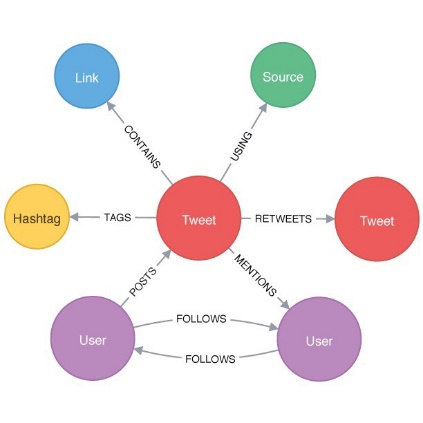 Link
Source
CONTAINS
USING
Hashtag
TAGS
Tweet
RETWEETS
Tweet
POSTS
MENTIONS
User
FOLLOWS
FOLLOWS
User